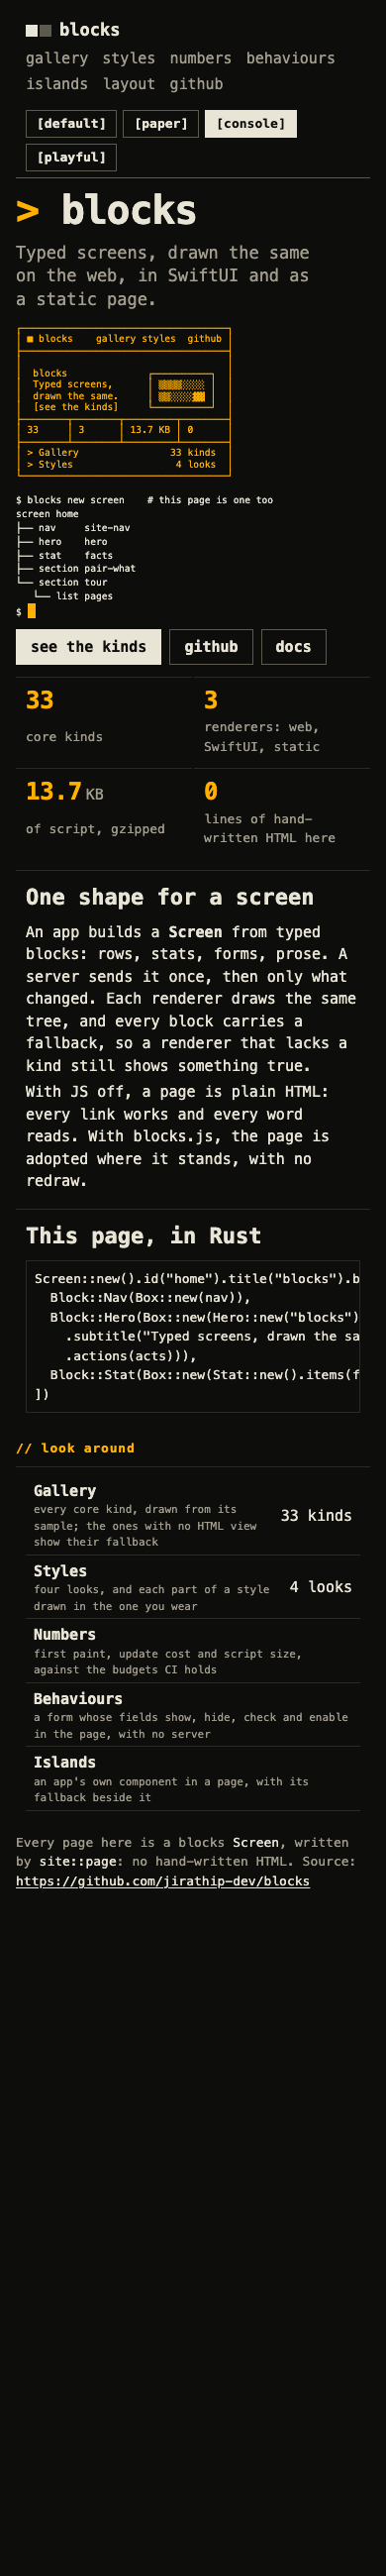 blocks
gallery styles numbers behaviours
islands layout github
[default] [paper] [console]
[playful]
> blocks
Typed screens, drawn the same
on the web, in SwiftUI and as
a static page.
■ blocks    gallery styles  github
blocks
Typed screens,
drawn the same.
[see the kinds]
33 3 13.7 KB 0
> Gallery 33 kinds
> Styles 4 looks
$ blocks new screen    # this page is one too
screen home
├── nav     site-nav
├── hero    hero
├── stat    facts
├── section pair-what
└── section tour
   └── list pages
$
see the kinds github docs
33 3
core kinds renderers: web,
SwiftUI, static
13.7 KB 0
of script, gzipped lines of hand-
written HTML here
One shape for a screen
An app builds a Screen from typed
blocks: rows, stats, forms, prose. A
server sends it once, then only what
changed. Each renderer draws the same
tree, and every block carries a
fallback, so a renderer that lacks a
kind still shows something true.
With JS off, a page is plain HTML:
every link works and every word
reads. With blocks.js, the page is
adopted where it stands, with no
redraw.
This page, in Rust
Screen::new().id("home").title("blocks").b
  Block::Nav(Box::new(nav)),
  Block::Hero(Box::new(Hero::new("blocks")
    .subtitle("Typed screens, drawn the sa
    .actions(acts))),
  Block::Stat(Box::new(Stat::new().items(f
])
// look around
Gallery
every core kind, drawn from its
sample; the ones with no HTML view
show their fallback
33 kinds
Styles
four looks, and each part of a style
drawn in the one you wear
4 looks
Numbers
first paint, update cost and script size,
against the budgets CI holds
Behaviours
a form whose fields show, hide, check and enable
in the page, with no server
Islands
an app's own component in a page, with its
fallback beside it
Every page here is a blocks Screen, written
by site::page: no hand-written HTML. Source:
https://github.com/jirathip-dev/blocks